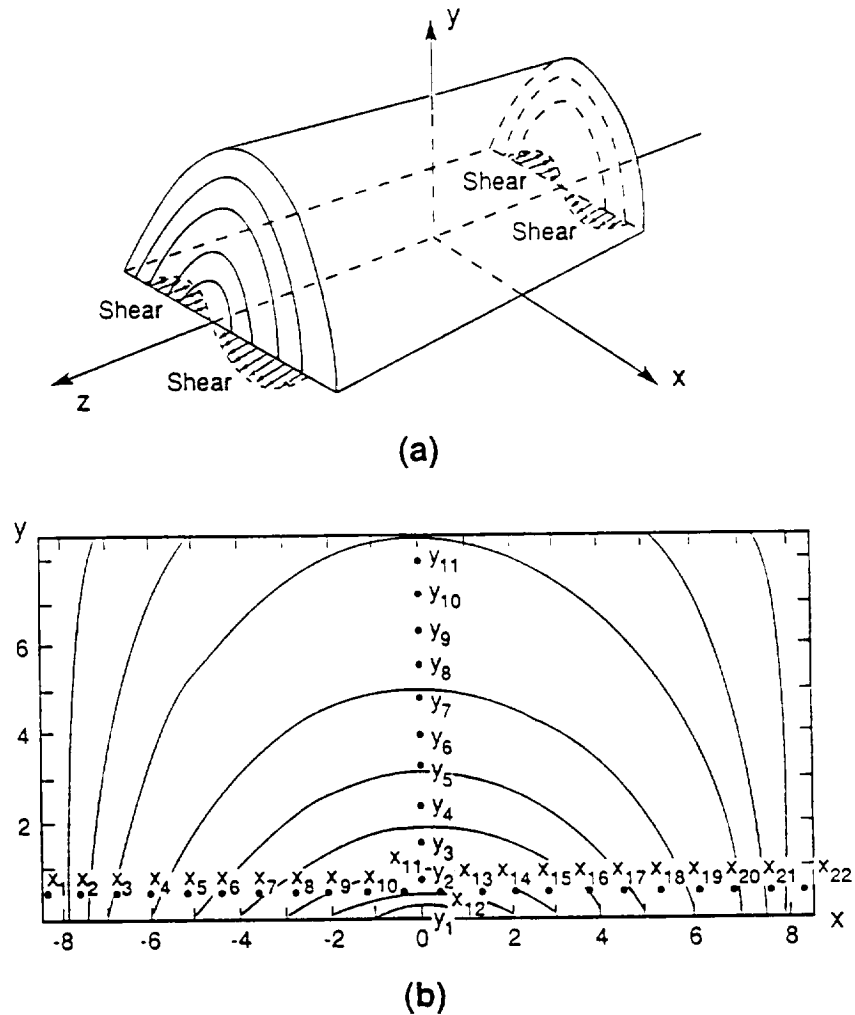 y
Shear
Shear
Shear
Shear
z
x
(a)
y
y₁₁
y₁₀
y₉
6
y₈
y₇
4
y₆
y₅
y₄
2
y₃
x₁₁
x₁ x₂ x₃ x₄ x₅ x₆ x₇ x₈ x₉ x₁₀ y₂ x₁₃ x₁₄ x₁₅ x₁₆ x₁₇ x₁₈ x₁₉ x₂₀ x₂₁ x₂₂
x₁₂
y₁
-8 -6 -4 -2 0 2 4 6 8 x
(b)